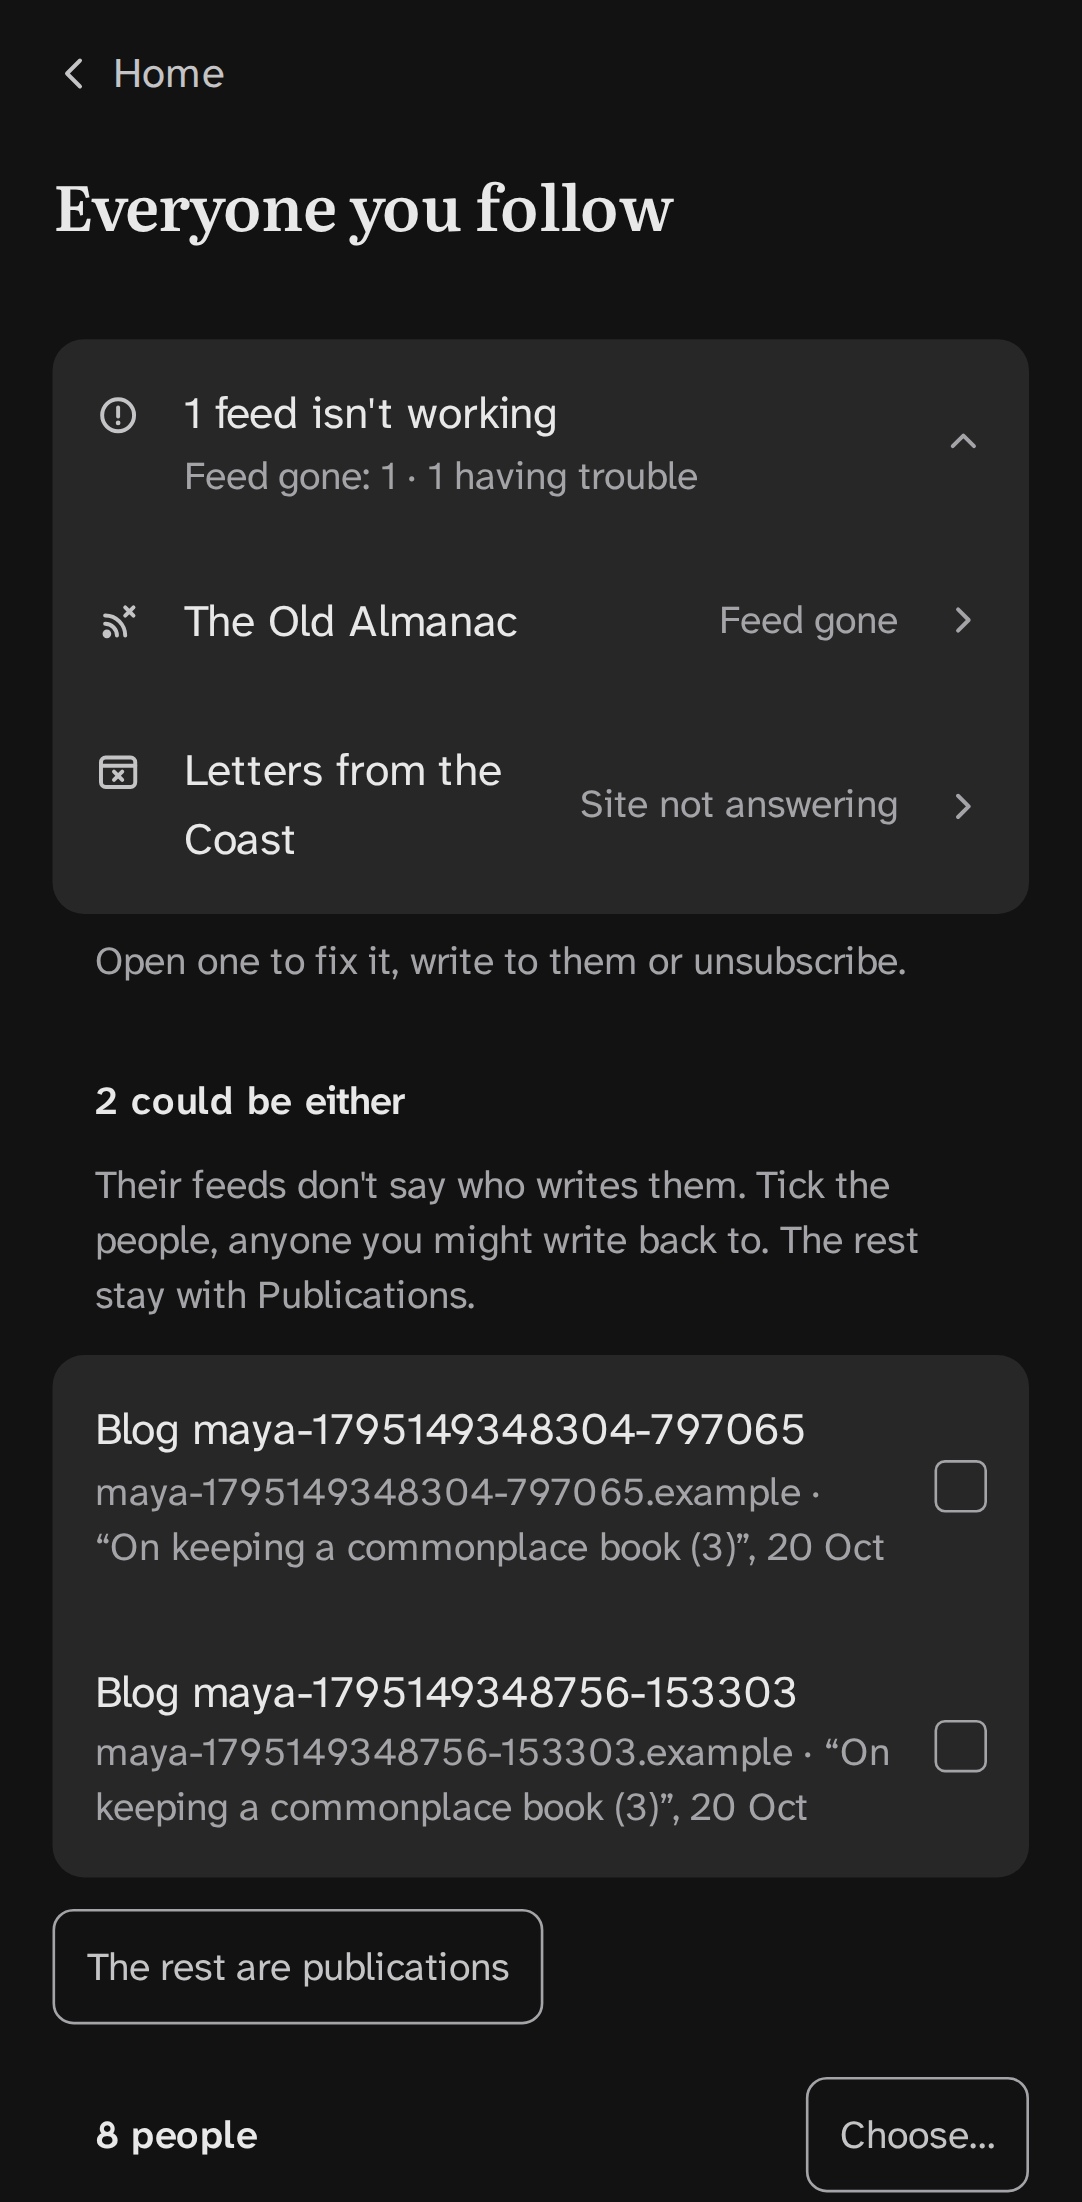 Home
Everyone you follow
1 feed isn't working
Feed gone: 1 · 1 having trouble
The Old Almanac
Feed gone
Letters from the
Coast
Site not answering
Open one to fix it, write to them or unsubscribe.
2 could be either
Their feeds don't say who writes them. Tick the
people, anyone you might write back to. The rest
stay with Publications.
Blog maya-1795149348304-797065
maya-1795149348304-797065.example ·
“On keeping a commonplace book (3)”, 20 Oct
Blog maya-1795149348756-153303
maya-1795149348756-153303.example · “On
keeping a commonplace book (3)”, 20 Oct
The rest are publications
8 people
Choose...